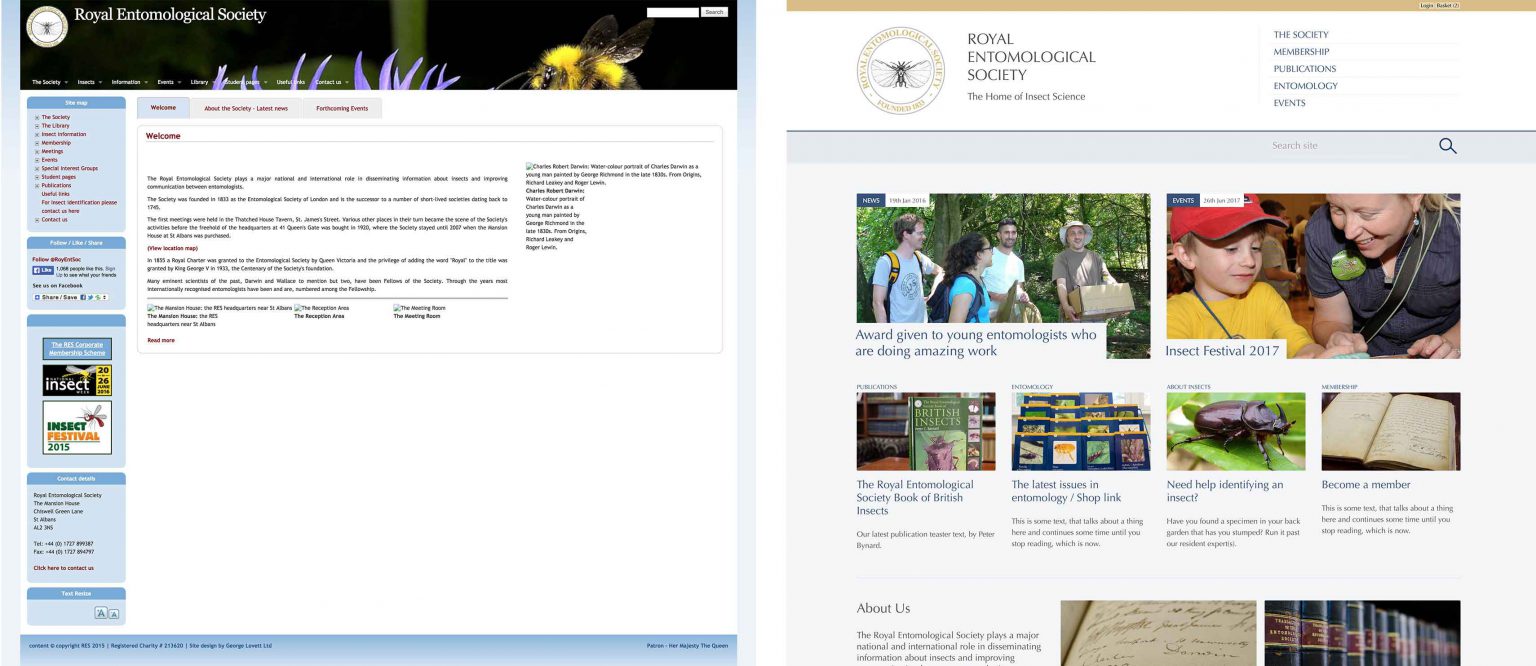 Royal Entomological Society
Search
The Society
Insects
Information
Events
Library
Student pages
Useful links
Contact us
Site map
The Society
The Library
Insect information
Membership
Meetings
Events
Special Interest Groups
Student pages
Publications
Useful links
For insect identification please
contact us here
Contact us
Follow / Like / Share
Follow @RoyEntSoc
Like
1,068 people like this. Sign
Up to see what your friends
See us on Facebook
Share / Save
The RES Corporate
Membership Scheme
NATIONAL
insect
WEEK
20
26
JUNE
2016
INSECT
FESTIVAL
2015
Contact details
Royal Entomological Society
The Mansion House
Chiswell Green Lane
St Albans
AL2 3NS
Tel: +44 (0) 1727 899387
Fax: +44 (0) 1727 894797
Click here to contact us
Text Resize
A A
Welcome
About the Society - Latest news
Forthcoming Events
Welcome
The Royal Entomological Society plays a major national and international role in disseminating information about insects and improving
communication between entomologists.
The Society was founded in 1833 as the Entomological Society of London and is the successor to a number of short-lived societies dating back to
1745.
The first meetings were held in the Thatched House Tavern, St. James's Street. Various other places in their turn became the scene of the Society's
activities before the freehold of the headquarters at 41 Queen's Gate was bought in 1920, where the Society stayed until 2007 when the Mansion
House at St Albans was purchased.
(View location map)
In 1855 a Royal Charter was granted to the Entomological Society by Queen Victoria and the privilege of adding the word "Royal" to the title was
granted by King George V in 1933, the Centenary of the Society's foundation.
Many eminent scientists of the past, Darwin and Wallace to mention but two, have been Fellows of the Society. Through the years most
internationally recognised entomologists have been and are, numbered among the Fellowship.
The Mansion House: the RES headquarters near St Albans
The Mansion House: the RES
headquarters near St Albans
The Reception Area
The Reception Area
The Meeting Room
The Meeting Room
Read more
Charles Robert Darwin: Water-colour portrait of Charles Darwin as a
young man painted by George Richmond in the late 1830s. From Origins,
Richard Leakey and Roger Lewin.
Charles Robert Darwin:
Water-colour portrait of
Charles Darwin as a
young man painted by
George Richmond in the
late 1830s. From Origins,
Richard Leakey and
Roger Lewin.
content © copyright RES 2015 | Registered Charity # 213620 | Site design by George Lovett Ltd
Patron - Her Majesty The Queen
Login Basket (2)
ROYAL ENTOMOLOGICAL SOCIETY
FOUNDED 1833
ROYAL
ENTOMOLOGICAL
SOCIETY
The Home of Insect Science
THE SOCIETY
MEMBERSHIP
PUBLICATIONS
ENTOMOLOGY
EVENTS
Search site
NEWS 19th Jan 2016
Award given to young entomologists who
are doing amazing work
EVENTS 26th Jun 2017
Insect Festival 2017
PUBLICATIONS
BRITISH
INSECTS
The Royal Entomological
Society Book of British
Insects
Our latest publication teaster text, by Peter
Bynard.
ENTOMOLOGY
The latest issues in
entomology / Shop link
This is some text, that talks about a thing
here and continues some time until you
stop reading, which is now.
ABOUT INSECTS
Need help identifying an
insect?
Have you found a specimen in your back
garden that has you stumped? Run it past
our resident expert(s).
MEMBERSHIP
Become a member
This is some text, that talks about a thing
here and continues some time until you
stop reading, which is now.
About Us
The Royal Entomological Society plays a major
national and international role in disseminating
information about insects and improving